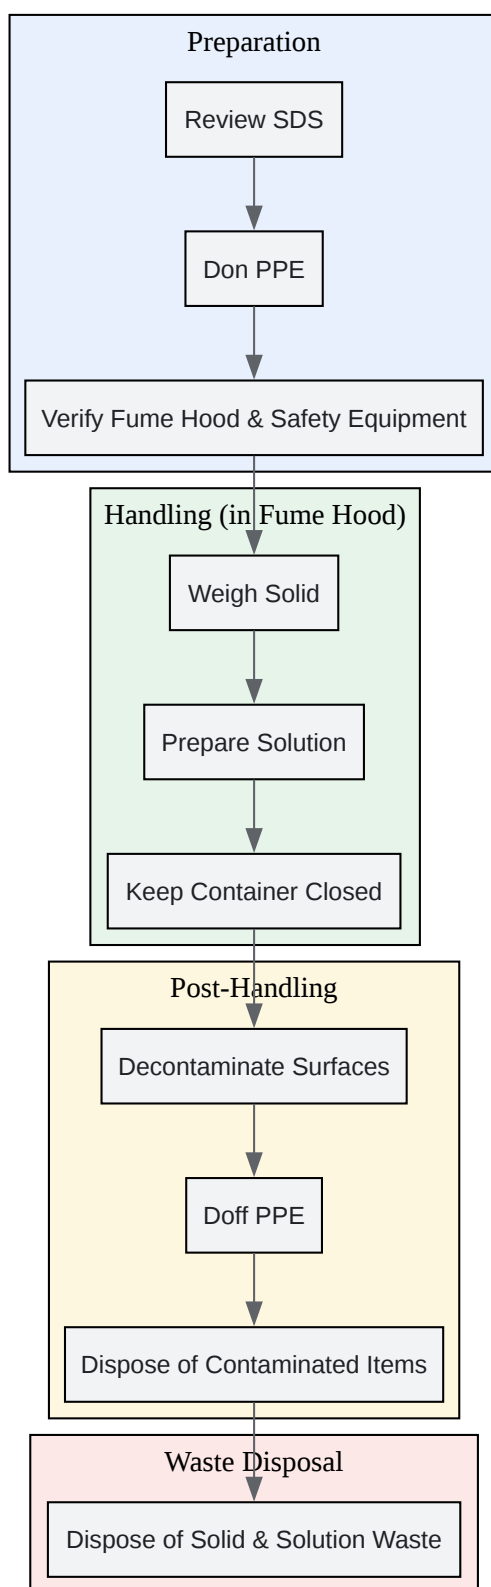 Preparation
Review SDS
Don PPE
Verify Fume Hood & Safety Equipment
Handling (in Fume Hood)
Weigh Solid
Prepare Solution
Keep Container Closed
Post-Handling
Decontaminate Surfaces
Doff PPE
Dispose of Contaminated Items
Waste Disposal
Dispose of Solid & Solution Waste